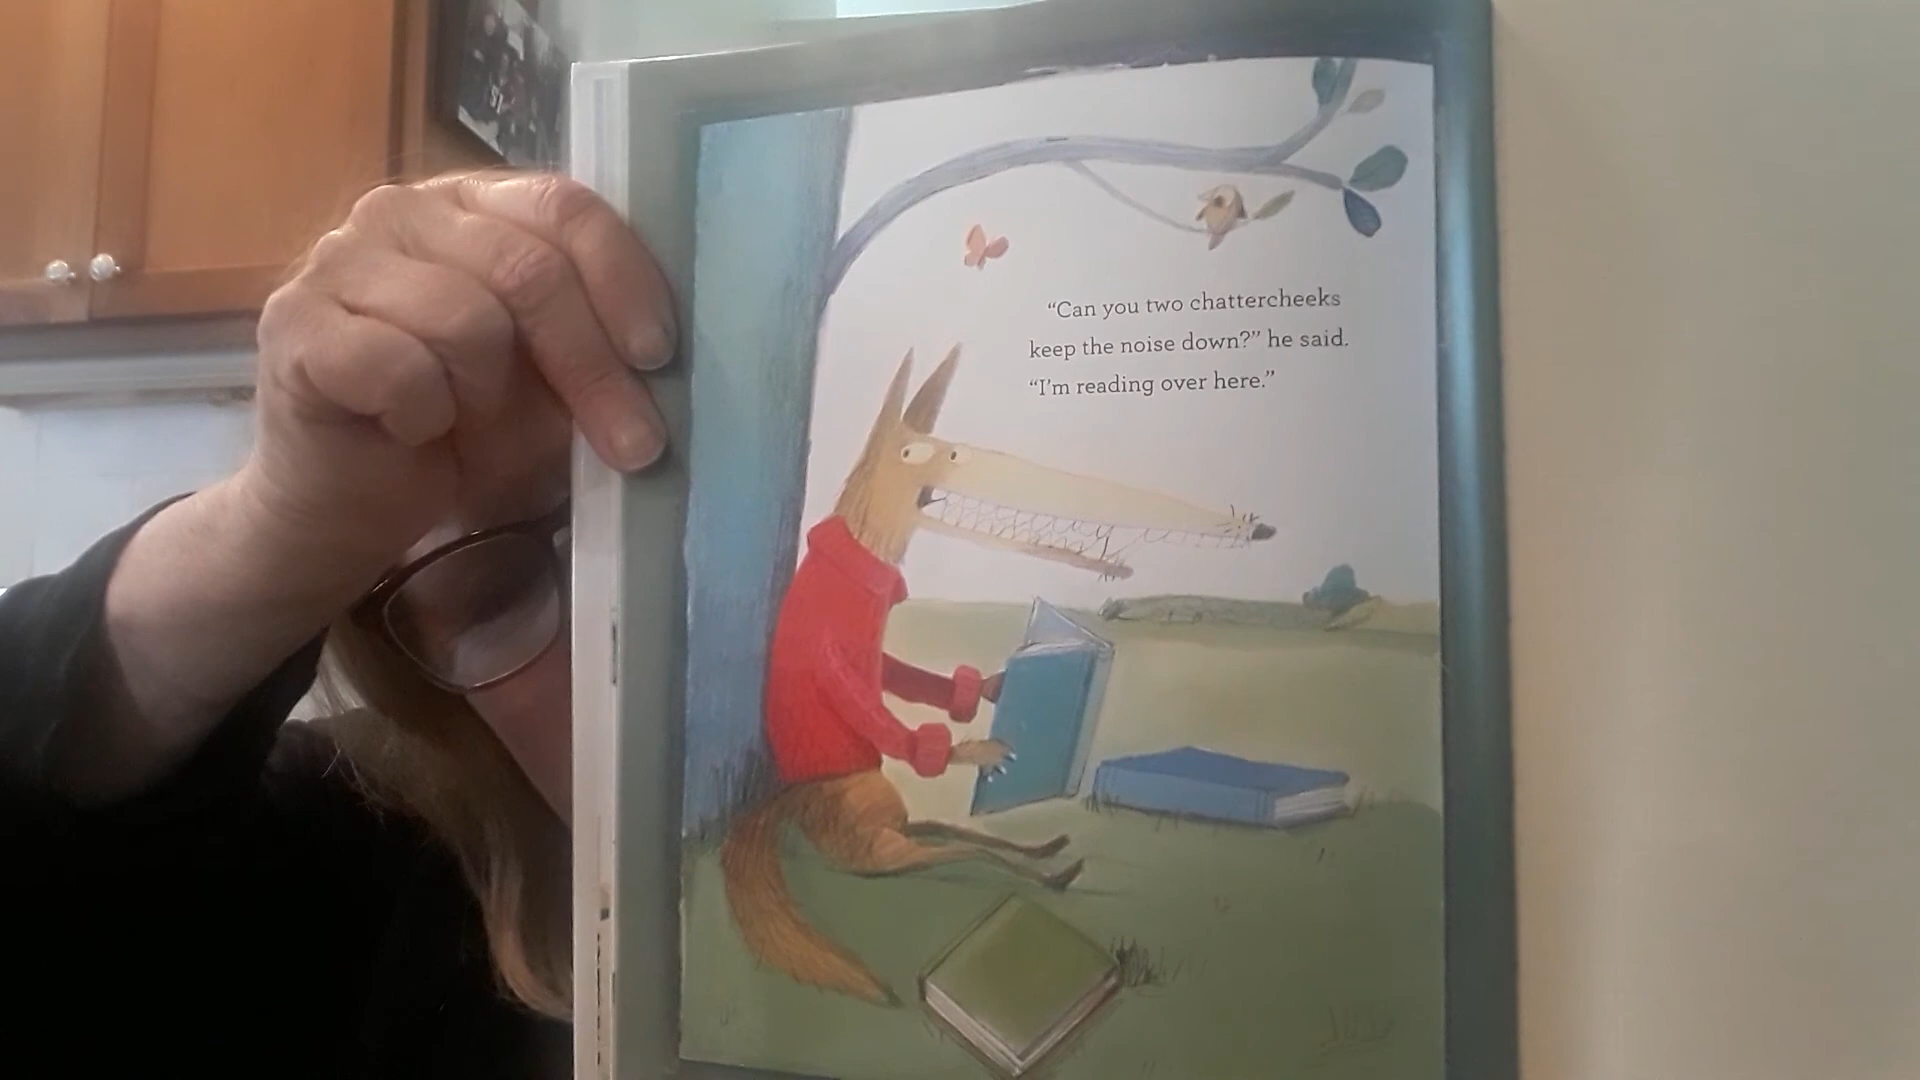 “Can you two chattercheeks
keep the noise down?” he said.
“I’m reading over here.”